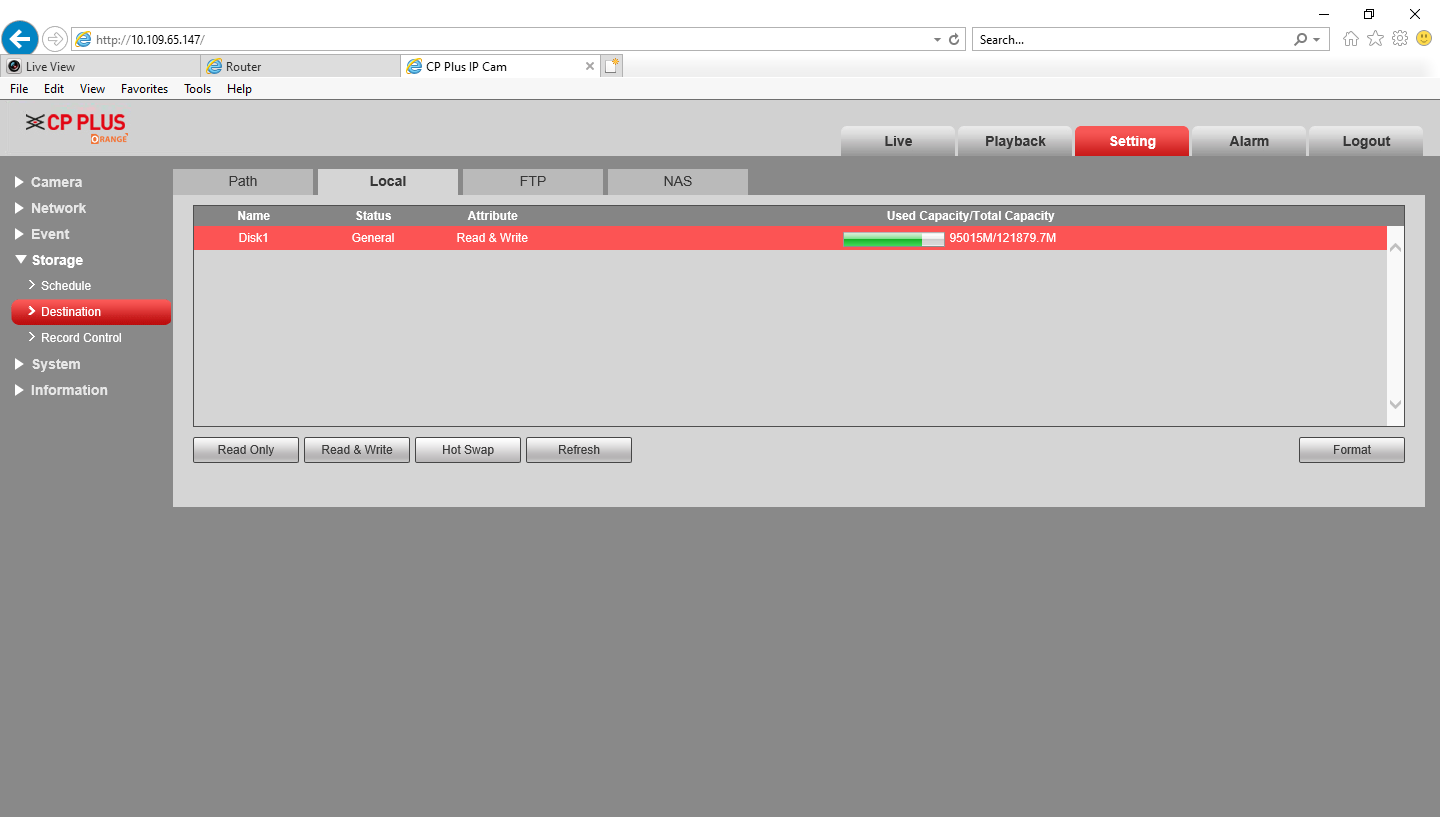 http://10.109.65.147/
Search...
Live View
Router
CP Plus IP Cam
File Edit View Favorites Tools Help
CP PLUS
ORANGE
Live Playback Setting Alarm Logout
Camera
Network
Event
Storage
Schedule
Destination
Record Control
System
Information
Path Local FTP NAS
Name Status Attribute Used Capacity/Total Capacity
Disk1 General Read & Write 95015M/121879.7M
Read Only Read & Write Hot Swap Refresh Format